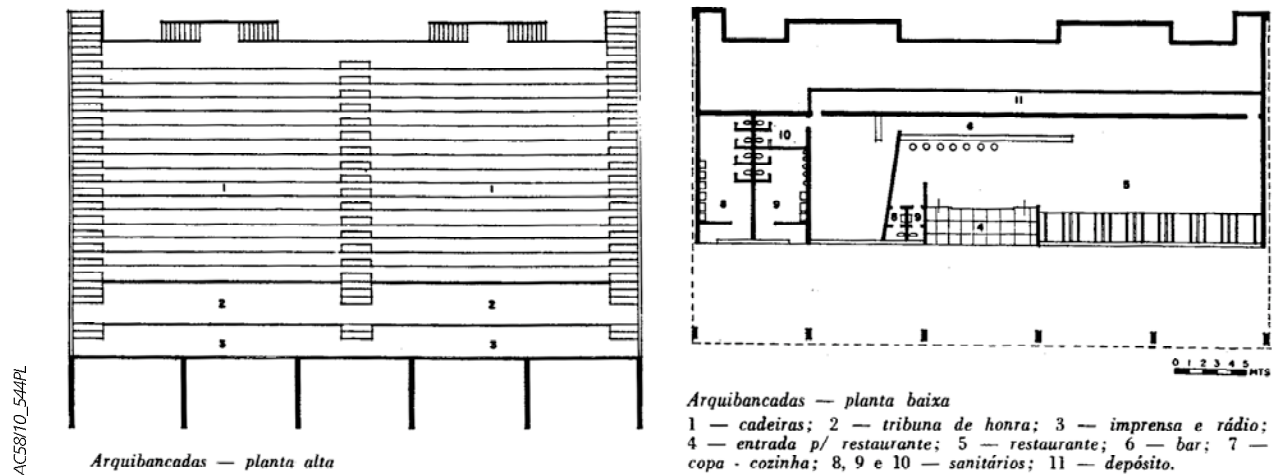 1
1
2
2
3
3
AC58/10_544PL
Arquibancadas — planta alta
11
10
4
5
8
9
6
9
4
0 1 2 3 4 5
MTS
Arquibancadas — planta baixa
1 — cadeiras; 2 — tribuna de honra; 3 — imprensa e rádio;
4 — entrada p/ restaurante; 5 — restaurante; 6 — bar; 7 —
copa - cozinha; 8, 9 e 10 — sanitários; 11 — depósito.